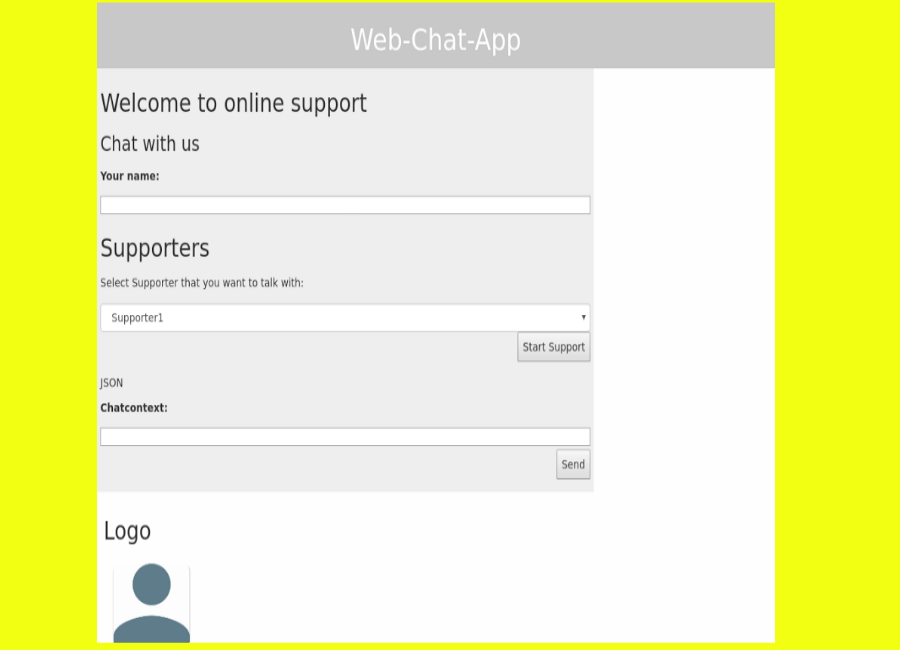 Web-Chat-App
Welcome to online support
Chat with us
Your name:
Supporters
Select Supporter that you want to talk with:
Supporter1
Start Support
JSON
Chatcontext:
Send
Logo